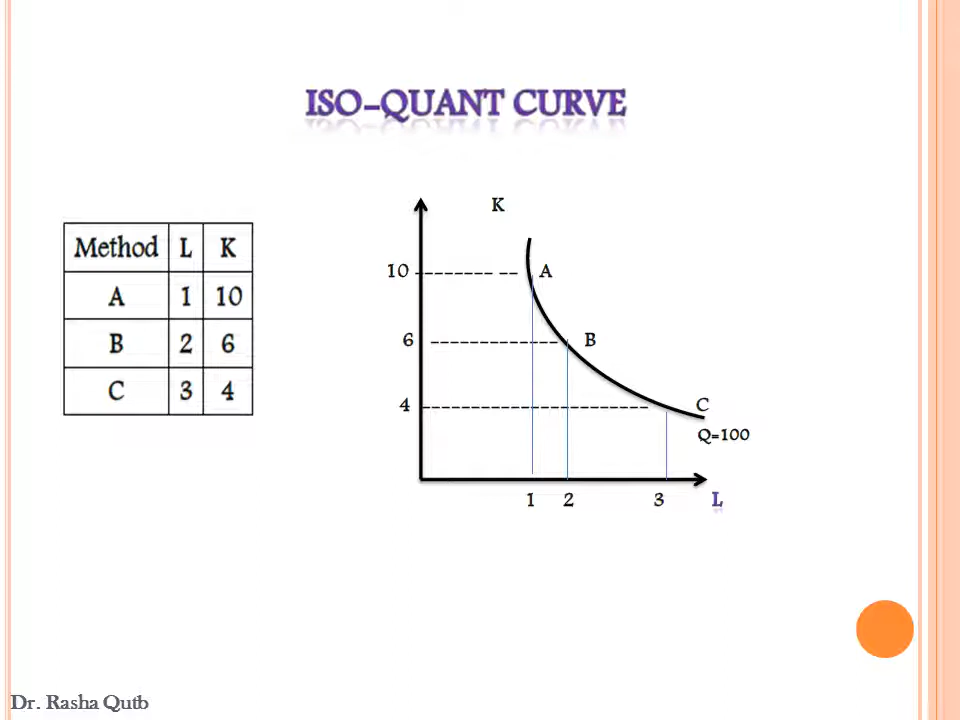 ISO-QUANT CURVE
Method L K
A 1 10
B 2 6
C 3 4
K
10 A
6 B
4 C
Q=100
1 2 3 L
Dr. Rasha Qutb